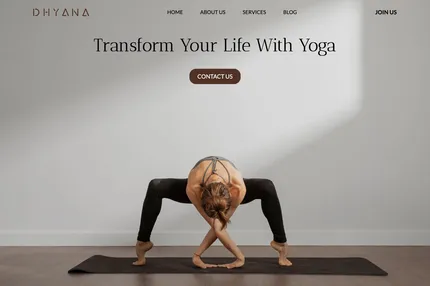 DHYANA
HOME ABOUT US SERVICES BLOG JOIN US
Transform Your Life With Yoga
CONTACT US